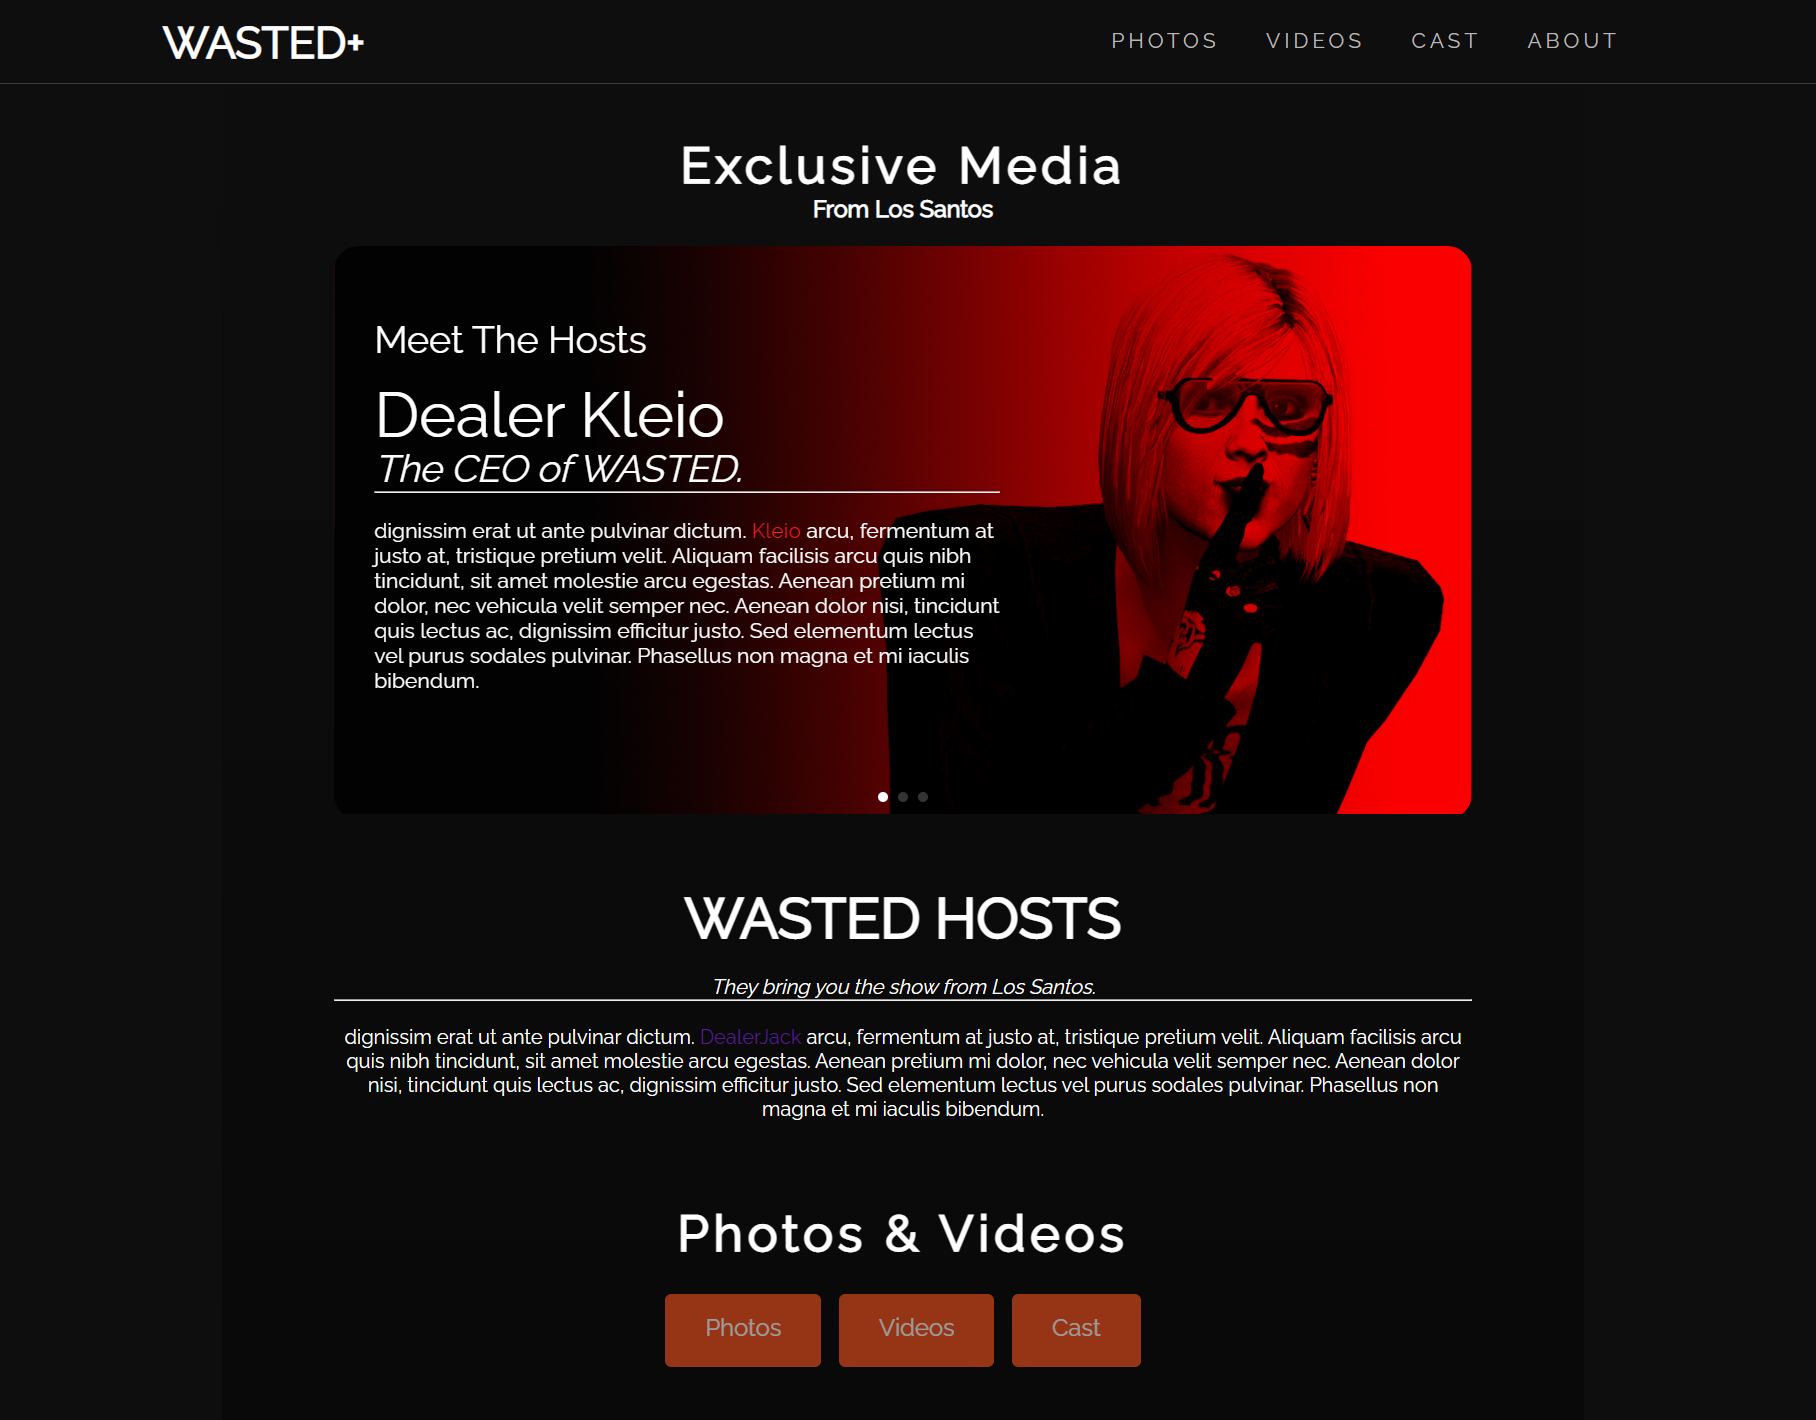 WASTED+
PHOTOS VIDEOS CAST ABOUT
Exclusive Media
From Los Santos
Meet The Hosts
Dealer Kleio
The CEO of WASTED.
dignissim erat ut ante pulvinar dictum. Kleio arcu, fermentum at
justo at, tristique pretium velit. Aliquam facilisis arcu quis nibh
tincidunt, sit amet molestie arcu egestas. Aenean pretium mi
dolor, nec vehicula velit semper nec. Aenean dolor nisi, tincidunt
quis lectus ac, dignissim efficitur justo. Sed elementum lectus
vel purus sodales pulvinar. Phasellus non magna et mi iaculis
bibendum.
WASTED HOSTS
They bring you the show from Los Santos.
dignissim erat ut ante pulvinar dictum. DealerJack arcu, fermentum at justo at, tristique pretium velit. Aliquam facilisis arcu
quis nibh tincidunt, sit amet molestie arcu egestas. Aenean pretium mi dolor, nec vehicula velit semper nec. Aenean dolor
nisi, tincidunt quis lectus ac, dignissim efficitur justo. Sed elementum lectus vel purus sodales pulvinar. Phasellus non
magna et mi iaculis bibendum.
Photos & Videos
Photos Videos Cast